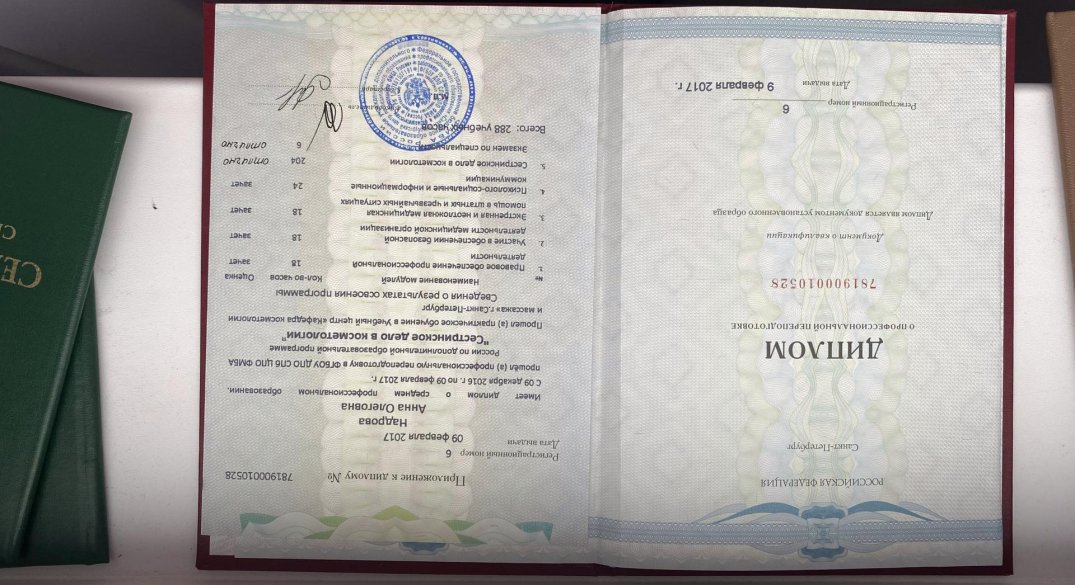 РОССИЙСКАЯ ФЕДЕРАЦИЯ
Санкт-Петербург
ДИПЛОМ
О ПРОФЕССИОНАЛЬНОЙ ПЕРЕПОДГОТОВКЕ
781900010528
Документ о квалификации
Диплом является документом установленного образца
Регистрационный номер
6
Дата выдачи
9 февраля 2017 г.
Приложение к диплому № 781900010528
Регистрационный номер 6
Дата выдачи 09 февраля 2017
Надрова
Анна Олеговна
Имеет диплом о среднем профессиональном образовании.
С 09 декабря 2016 г. по 09 февраля 2017 г.
прошёл (а) профессиональную переподготовку в ФГБОУ ДПО СПб ЦПО ФМБА
России по дополнительной образовательной программе
"Сестринское дело в косметологии"
Прошел (а) практическое обучение в Учебный центр «Кафедра косметологии
и массажа» г.Санкт-Петербург
Сведения о результатах освоения программы
№ Наименование модулей Кол-во часов Оценка
1. Правовое обеспечение профессиональной деятельности 18 зачет
2. Участие в обеспечении безопасной деятельности медицинской организации 18 зачет
3. Экстренная и неотложная медицинская помощь в штатных и чрезвычайных ситуациях 18 зачет
4. Психолого-социальные и информационные коммуникации 24 зачет
5. Сестринское дело в косметологии 204 отлично
Экзамен по специальности 6 отлично
Всего: 288 учебных часов
М.П.
СЕ